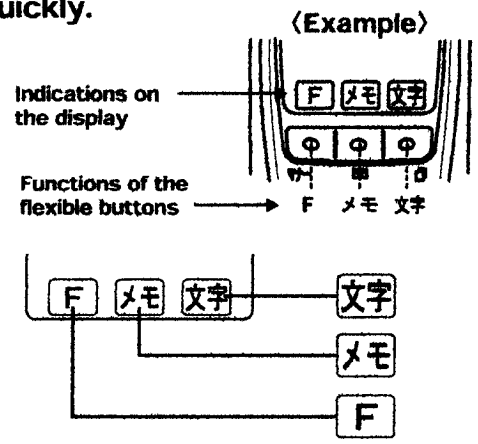 uickly.
〈Example〉
Indications on
the display
F メモ 文字
Functions of the
flexible buttons
F メモ 文字
F メモ 文字
文字
メモ
F